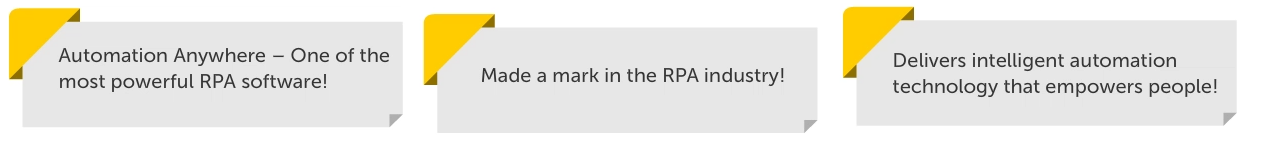 Automation Anywhere – One of the
most powerful RPA software!
Made a mark in the RPA industry!
Delivers intelligent automation
technology that empowers people!